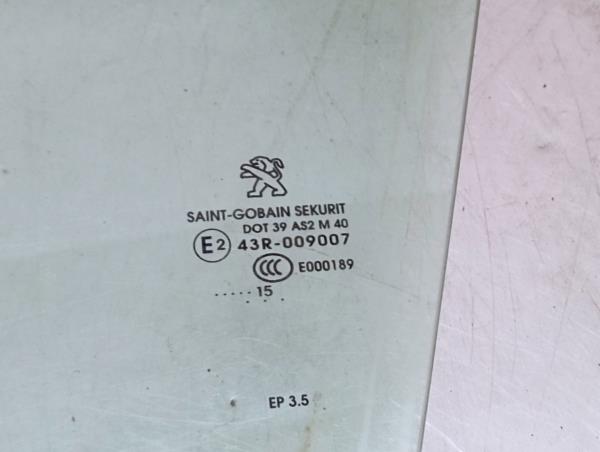 SAINT-GOBAIN SEKURIT
DOT 39 AS2 M 40
E2 43R-009007
CCC E000189
..... 15
EP 3.5